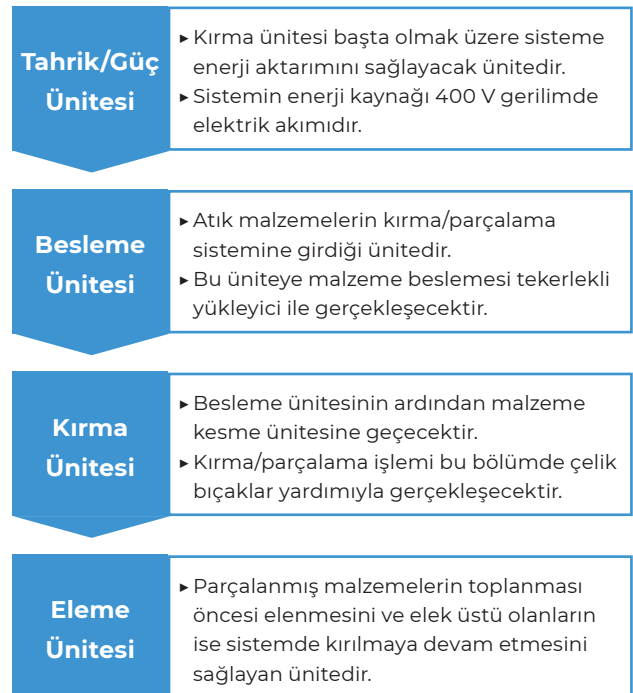 Tahrik/Güç
Ünitesi
▸ Kırma ünitesi başta olmak üzere sisteme
enerji aktarımını sağlayacak ünitedir.
▸ Sistemin enerji kaynağı 400 V gerilimde
elektrik akımıdır.
Besleme
Ünitesi
▸ Atık malzemelerin kırma/parçalama
sistemine girdiği ünitedir.
▸ Bu üniteye malzeme beslemesi tekerlekli
yükleyici ile gerçekleşecektir.
Kırma
Ünitesi
▸ Besleme ünitesinin ardından malzeme
kesme ünitesine geçecektir.
▸ Kırma/parçalama işlemi bu bölümde çelik
bıçaklar yardımıyla gerçekleşecektir.
Eleme
Ünitesi
▸ Parçalanmış malzemelerin toplanması
öncesi elenmesini ve elek üstü olanların
ise sistemde kırılmaya devam etmesini
sağlayan ünitedir.